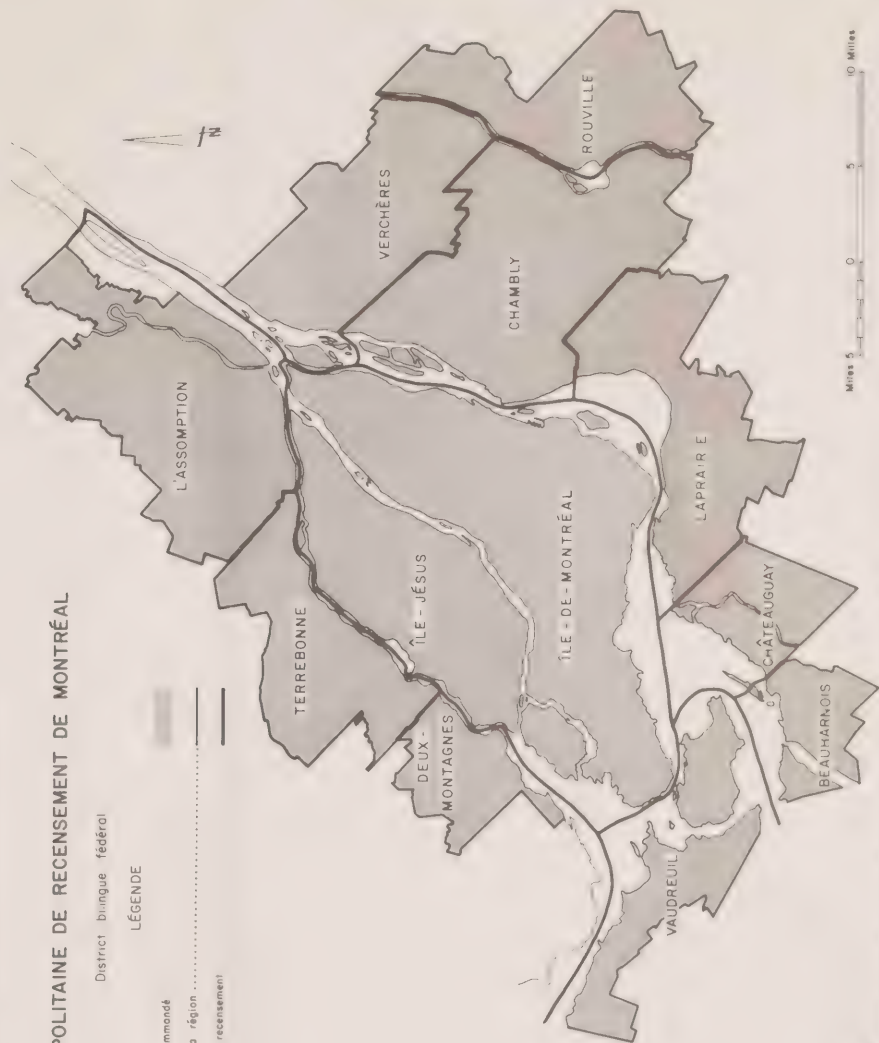 POLITAINE DE RECENSEMENT DE MONTRÉAL
District bilingue fédéral
LÉGENDE
mmandé
a région
recensement
N
L'ASSOMPTION
TERREBONNE
DEUX-
MONTAGNES
ÎLE-JÉSUS
ÎLE-DE-MONTRÉAL
VERCHÈRES
CHAMBLY
ROUVILLE
LAPRAIRIE
CHÂTEAUGUAY
BEAUHARNOIS
VAUDREUIL
Milles 5 0 5 10 Milles